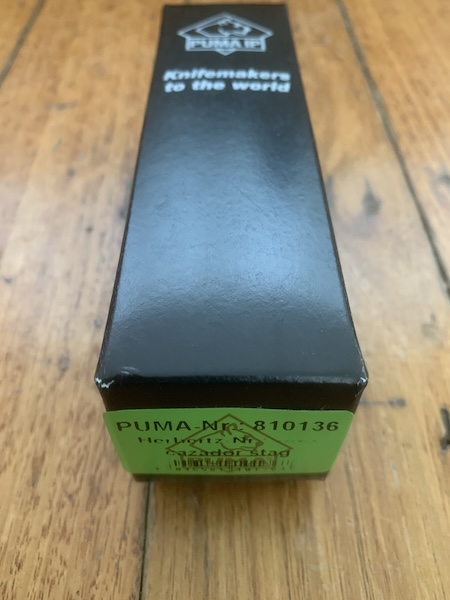 PUMA IP
Knifemakers
to the world
PUMA-Nr: 810136
Herbertz Nr
cazador stag